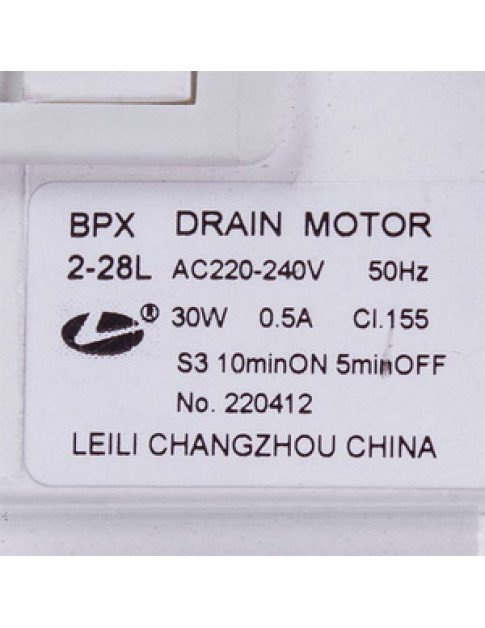 BPX DRAIN MOTOR
2-28L AC220-240V 50Hz
® 30W 0.5A Cl.155
S3 10minON 5minOFF
No. 220412
LEILI CHANGZHOU CHINA